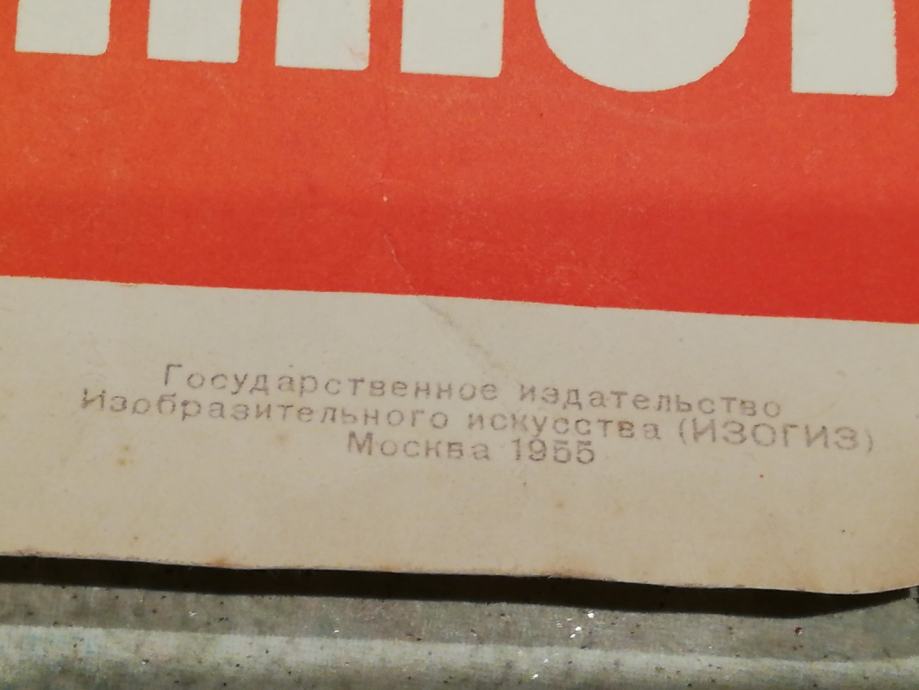 Государственное издательство
Изобразительного искусства (ИЗОГИЗ)
Москва 1955